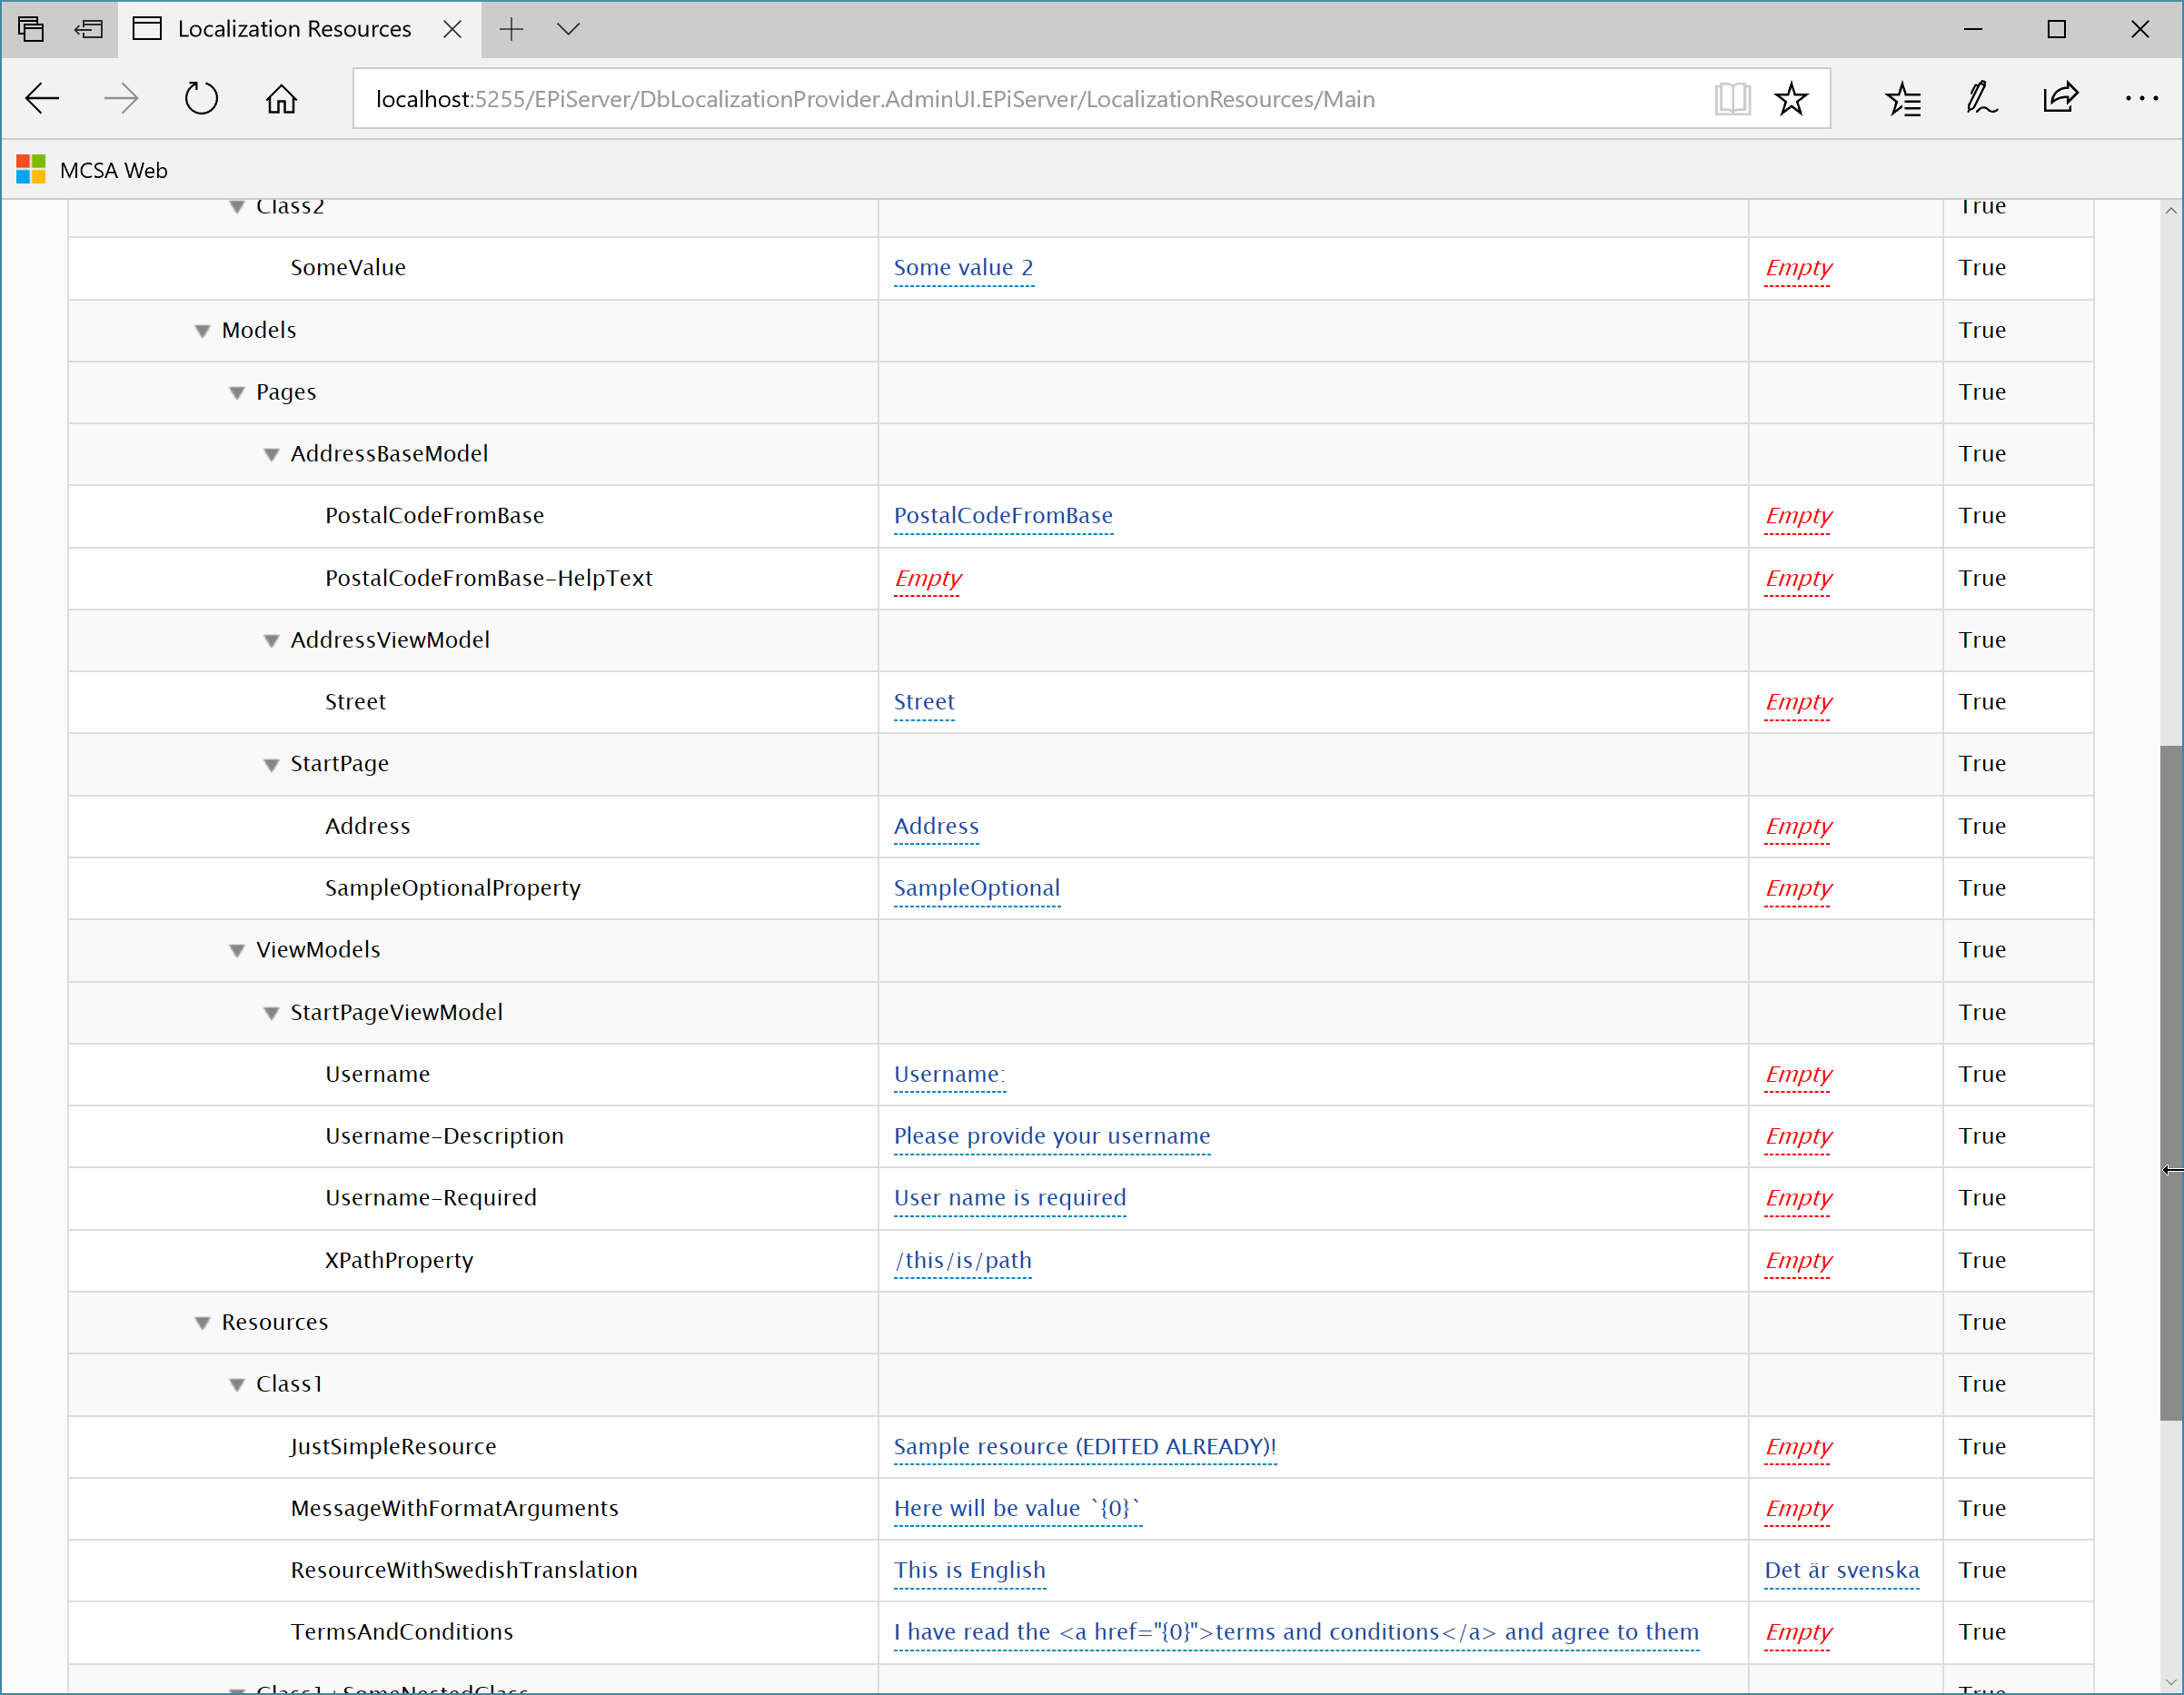 Localization Resources
localhost:5255/EPiServer/DbLocalizationProvider.AdminUI.EPiServer/LocalizationResources/Main
MCSA Web
Class2 True
SomeValue Some value 2 Empty True
Models True
Pages True
AddressBaseModel True
PostalCodeFromBase PostalCodeFromBase Empty True
PostalCodeFromBase-HelpText Empty Empty True
AddressViewModel True
Street Street Empty True
StartPage True
Address Address Empty True
SampleOptionalProperty SampleOptional Empty True
ViewModels True
StartPageViewModel True
Username Username: Empty True
Username-Description Please provide your username Empty True
Username-Required User name is required Empty True
XPathProperty /this/is/path Empty True
Resources True
Class1 True
JustSimpleResource Sample resource (EDITED ALREADY)! Empty True
MessageWithFormatArguments Here will be value `{0}` Empty True
ResourceWithSwedishTranslation This is English Det är svenska True
TermsAndConditions I have read the <a href="{0}">terms and conditions</a> and agree to them Empty True
Class1+SomeNestedClass True